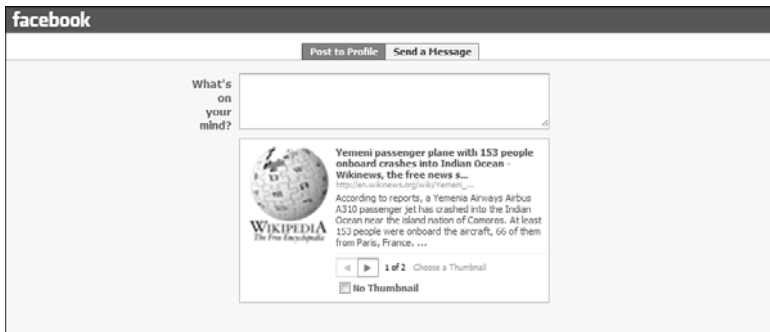 facebook
Post to Profile Send a Message
What's
on
your
mind?
Yemeni passenger plane with 153 people
onboard crashes into Indian Ocean -
Wikinews, the free news s...
http://en.wikinews.org/wiki/Yemeni_...
According to reports, a Yemenia Airways Airbus
A310 passenger jet has crashed into the Indian
Ocean near the island nation of Comoros. At least
153 people were onboard the aircraft, 66 of them
from Paris, France. ...
WIKIPEDIA
The Free Encyclopedia
1 of 2 Choose a Thumbnail
No Thumbnail